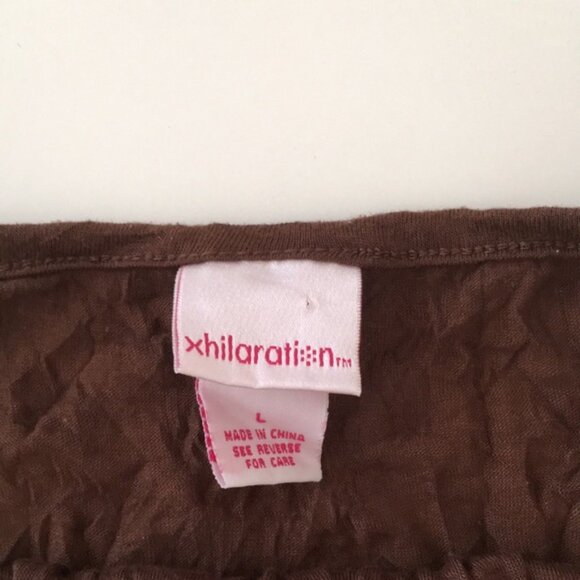 xhilaration™
L
MADE IN CHINA
SEE REVERSE
FOR CARE